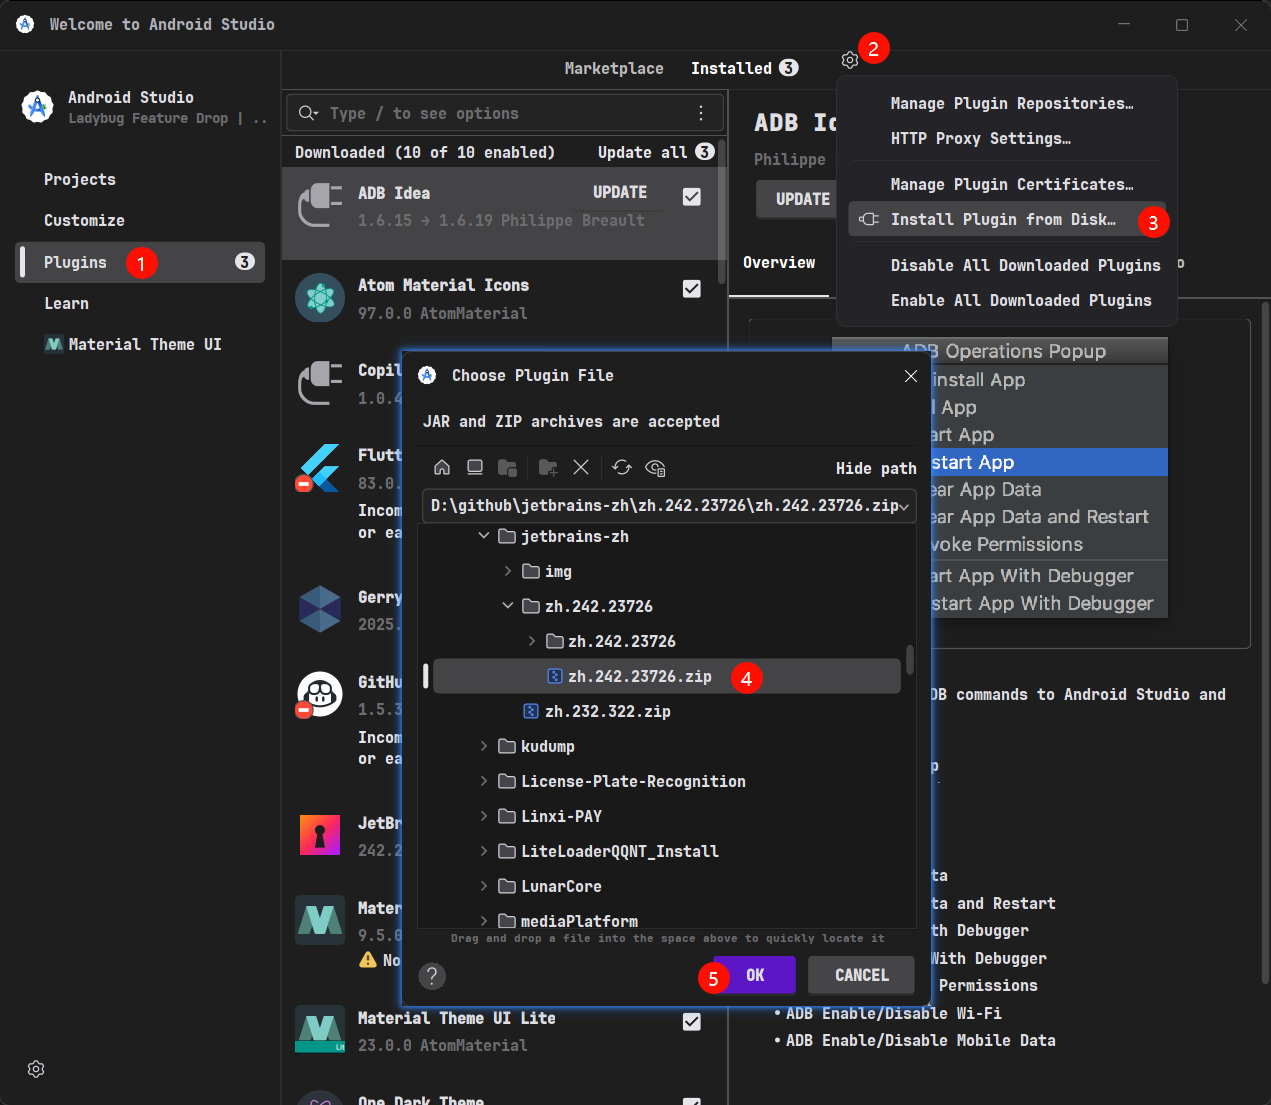 Welcome to Android Studio
Android Studio
Ladybug Feature Drop | ..
Projects
Customize
Plugins 1 3
Learn
Material Theme UI
Marketplace
Installed 3
2
Type / to see options
Downloaded (10 of 10 enabled)
Update all 3
ADB Idea
UPDATE
1.6.15 → 1.6.19 Philippe Breault
Atom Material Icons
97.0.0 AtomMaterial
Copil
1.0.4
Flutt
83.0.
Incom
or ea
Gerry
2025.
GitHu
1.5.3
Incom
or ea
JetBr
242.2
Mater
9.5.0
No
Material Theme UI Lite
23.0.0 AtomMaterial
One Dark Theme
ADB Id
Philippe
UPDATE
Overview
Manage Plugin Repositories…
HTTP Proxy Settings…
Manage Plugin Certificates…
Install Plugin from Disk… 3
Disable All Downloaded Plugins
Enable All Downloaded Plugins
o
ADB Operations Popup
install App
l App
art App
start App
ear App Data
ear App Data and Restart
voke Permissions
art App With Debugger
start App With Debugger
DB commands to Android Studio and
p
ta
ta and Restart
th Debugger
With Debugger
Permissions
• ADB Enable/Disable Wi-Fi
• ADB Enable/Disable Mobile Data
Choose Plugin File
JAR and ZIP archives are accepted
Hide path
D:\github\jetbrains-zh\zh.242.23726\zh.242.23726.zip
jetbrains-zh
img
zh.242.23726
zh.242.23726
zh.242.23726.zip 4
zh.232.322.zip
kudump
License-Plate-Recognition
Linxi-PAY
LiteLoaderQQNT_Install
LunarCore
mediaPlatform
Drag and drop a file into the space above to quickly locate it
?
5 OK
CANCEL